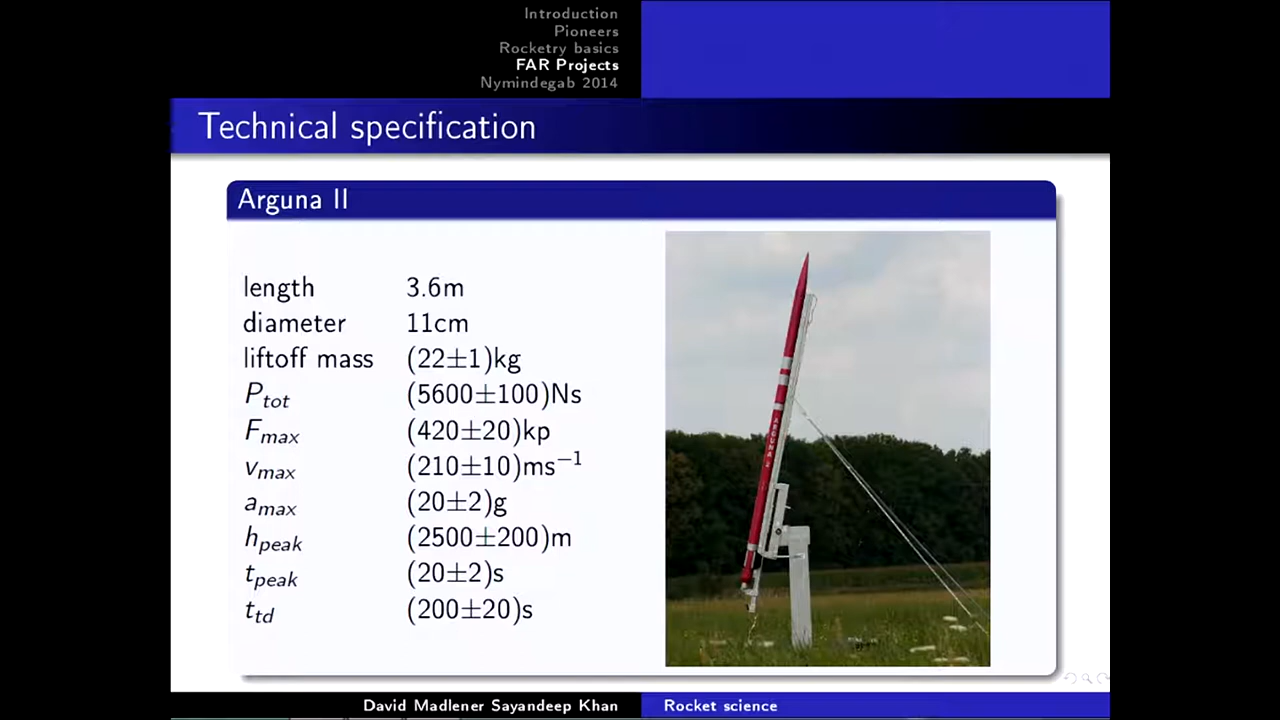 Introduction
Pioneers
Rocketry basics
FAR Projects
Nymindegab 2014
Technical specification
Arguna II
length 3.6m
diameter 11cm
liftoff mass (22±1)kg
P_tot (5600±100)Ns
F_max (420±20)kp
v_max (210±10)ms⁻¹
a_max (20±2)g
h_peak (2500±200)m
t_peak (20±2)s
t_td (200±20)s
ARGUNA 2
David Madlener Sayandeep Khan Rocket science